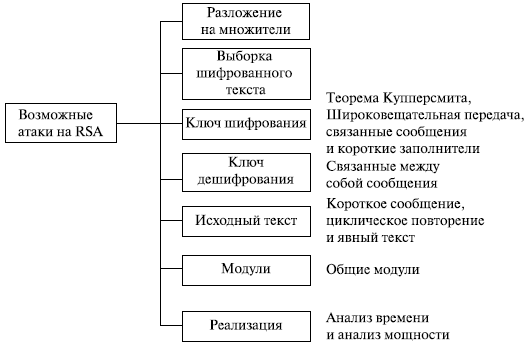 Разложение
на множители
Выборка
шифрованного
текста
Возможные
атаки на RSA
Ключ шифрования
Теорема Купперсмита,
Широковещательная передача,
связанные сообщения
и короткие заполнители
Ключ
дешифрования
Связанные между
собой сообщения
Исходный текст
Короткое сообщение,
циклическое повторение
и явный текст
Модули
Общие модули
Реализация
Анализ времени
и анализ мощности